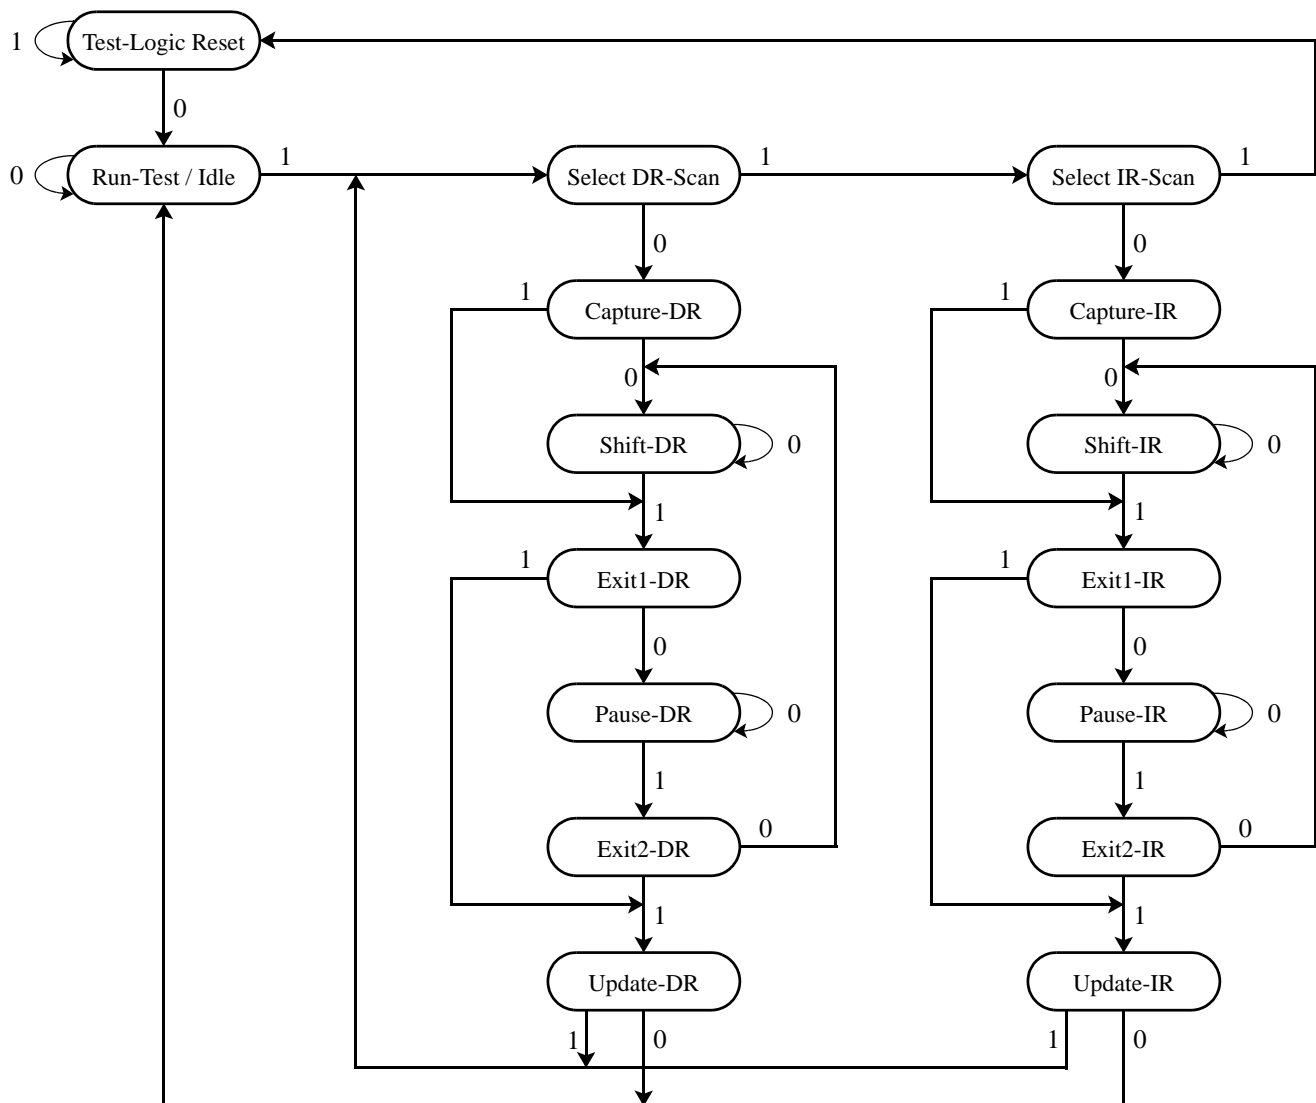 1
Test-Logic Reset
0
0
Run-Test / Idle
1
Select DR-Scan
1
Select IR-Scan
1
0
0
1
Capture-DR
1
Capture-IR
0
0
Shift-DR
0
Shift-IR
0
1
1
1
Exit1-DR
1
Exit1-IR
0
0
Pause-DR
0
Pause-IR
0
1
1
Exit2-DR
0
Exit2-IR
0
1
1
Update-DR
Update-IR
1
0
1
0